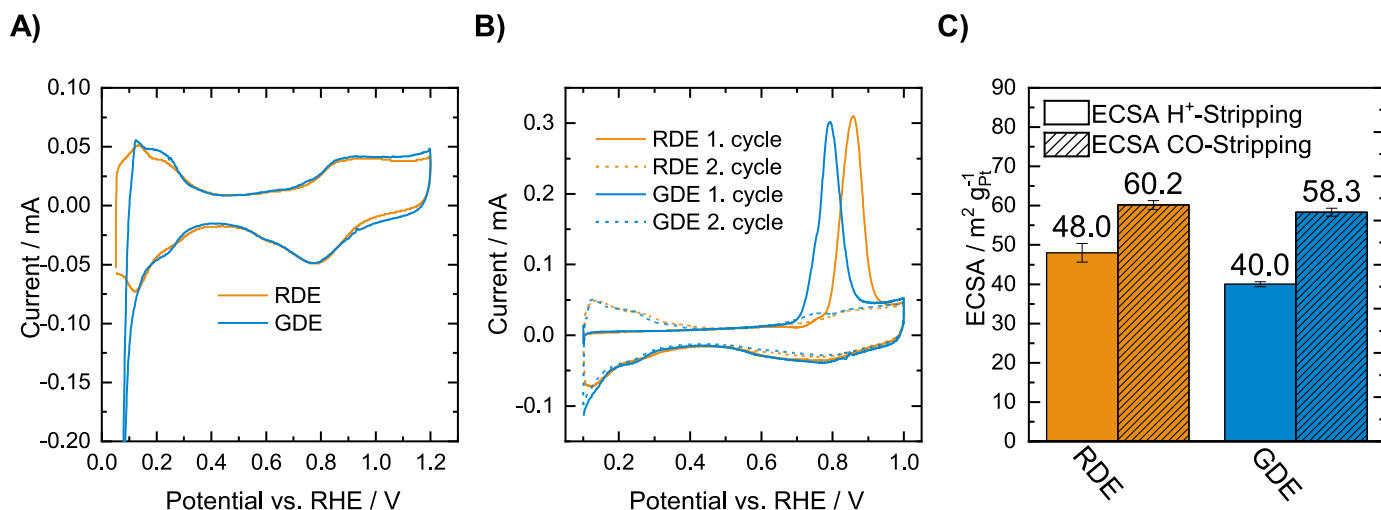 A)
0.10
0.05
0.00
−0.05
−0.10
−0.15
−0.20
Current / mA
RDE
GDE
0.0 0.2 0.4 0.6 0.8 1.0 1.2
Potential vs. RHE / V
B)
0.3
0.2
0.1
0.0
-0.1
Current / mA
RDE 1. cycle
RDE 2. cycle
GDE 1. cycle
GDE 2. cycle
0.2 0.4 0.6 0.8 1.0
Potential vs. RHE / V
C)
90
80
70
60
50
40
30
20
10
0
ECSA / m² g⁻¹Pt
ECSA H⁺-Stripping
ECSA CO-Stripping
48.0
60.2
40.0
58.3
RDE
GDE